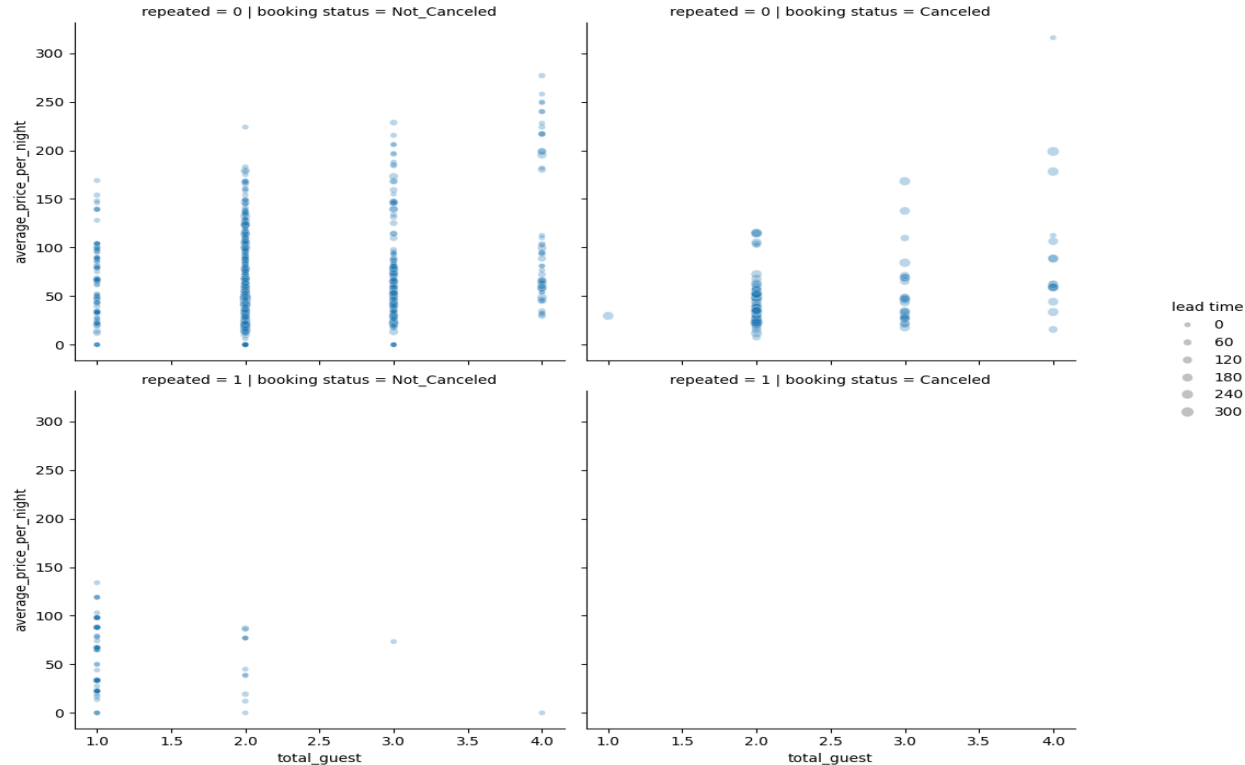 repeated = 0 | booking status = Not_Canceled
repeated = 0 | booking status = Canceled
300
250
200
150
100
50
0
average_price_per_night
lead time
0
60
120
180
240
300
repeated = 1 | booking status = Not_Canceled
repeated = 1 | booking status = Canceled
300
250
200
150
100
50
0
average_price_per_night
1.0 1.5 2.0 2.5 3.0 3.5 4.0
total_guest
1.0 1.5 2.0 2.5 3.0 3.5 4.0
total_guest